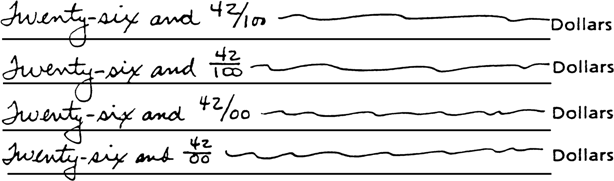 Twenty-six and 42/100 Dollars
Twenty-six and 42/100 Dollars
Twenty-six and 42/00 Dollars
Twenty-six and 42/00 Dollars